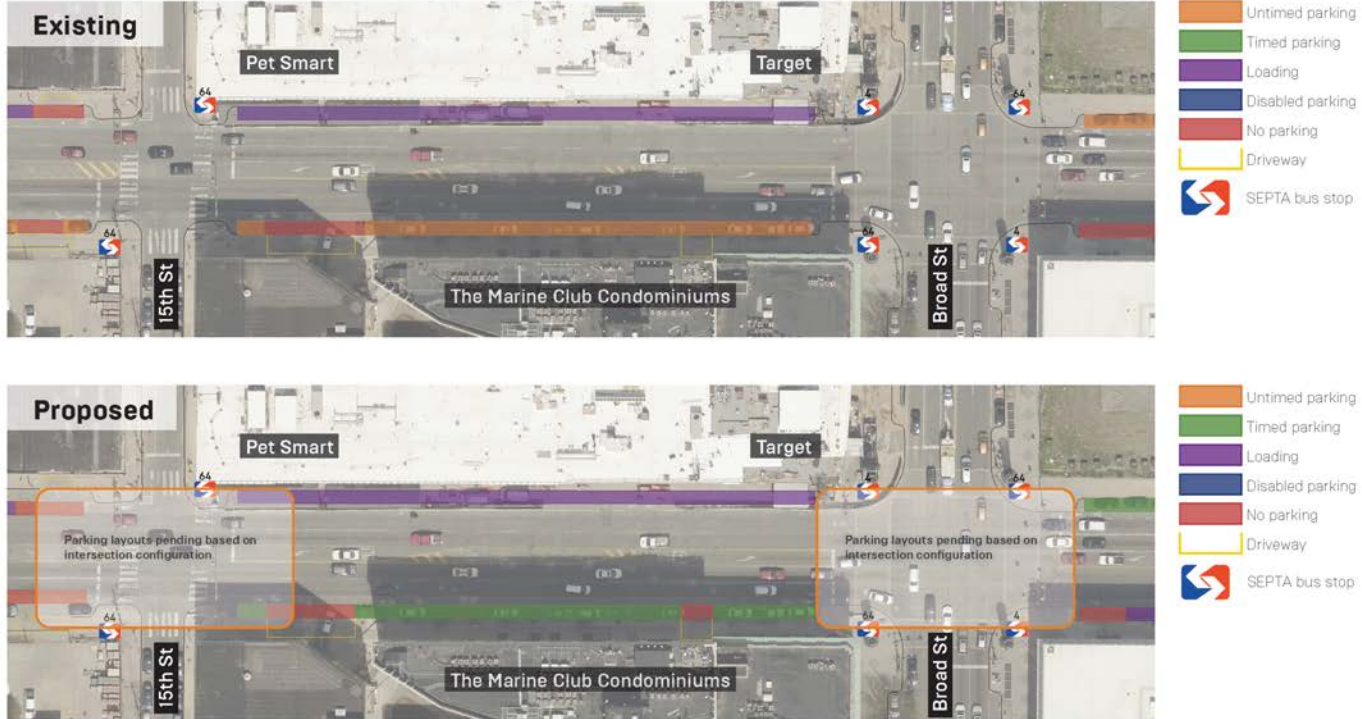 Existing
Untimed parking
Timed parking
Loading
Disabled parking
No parking
Driveway
SEPTA bus stop
Pet Smart
Target
64
4
64
64
64
4
15th St
The Marine Club Condominiums
Broad St
Proposed
Untimed parking
Timed parking
Loading
Disabled parking
No parking
Driveway
SEPTA bus stop
Pet Smart
Target
64
4
64
Parking layouts pending based on
intersection configuration
Parking layouts pending based on
intersection configuration
64
64
4
15th St
The Marine Club Condominiums
Broad St